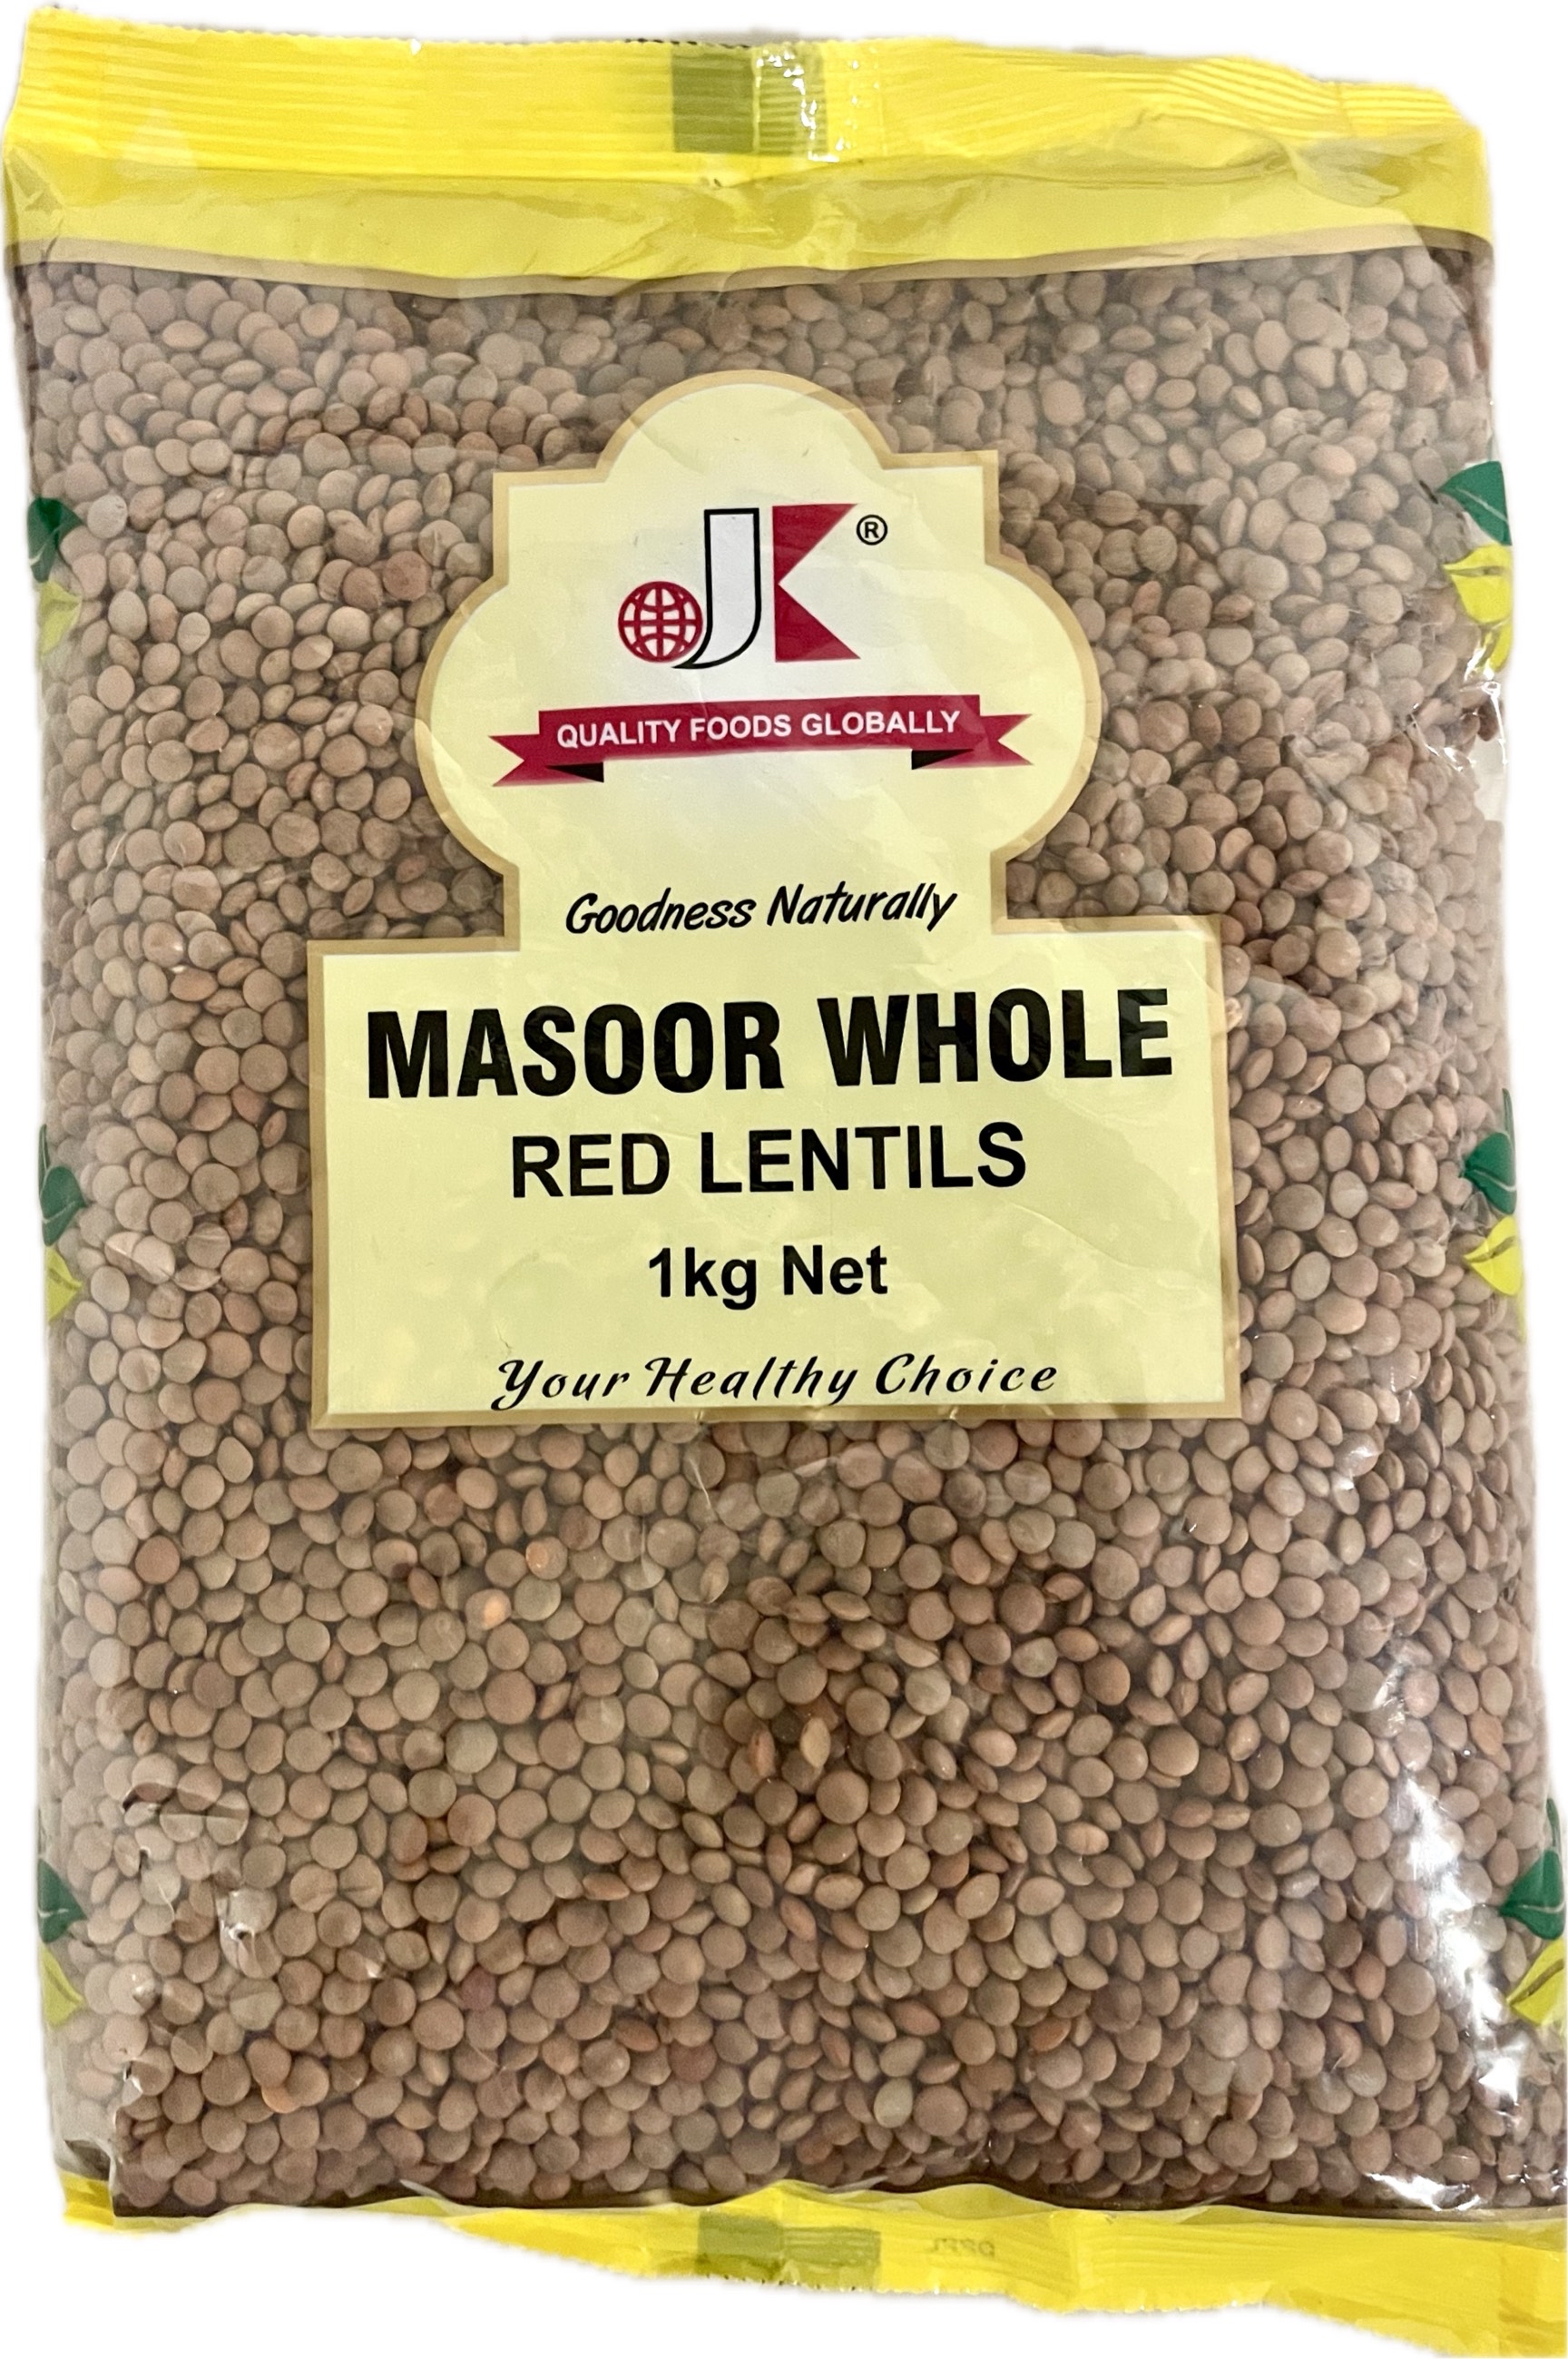 JK®
QUALITY FOODS GLOBALLY
Goodness Naturally
MASOOR WHOLE
RED LENTILS
1kg Net
Your Healthy Choice